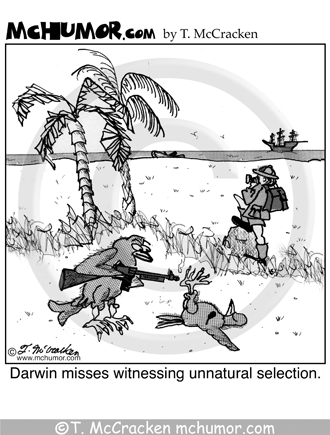 McHUMOR.com by T. McCracken
© T. McCracken
www.mchumor.com
Darwin misses witnessing unnatural selection.
©T. McCracken mchumor.com